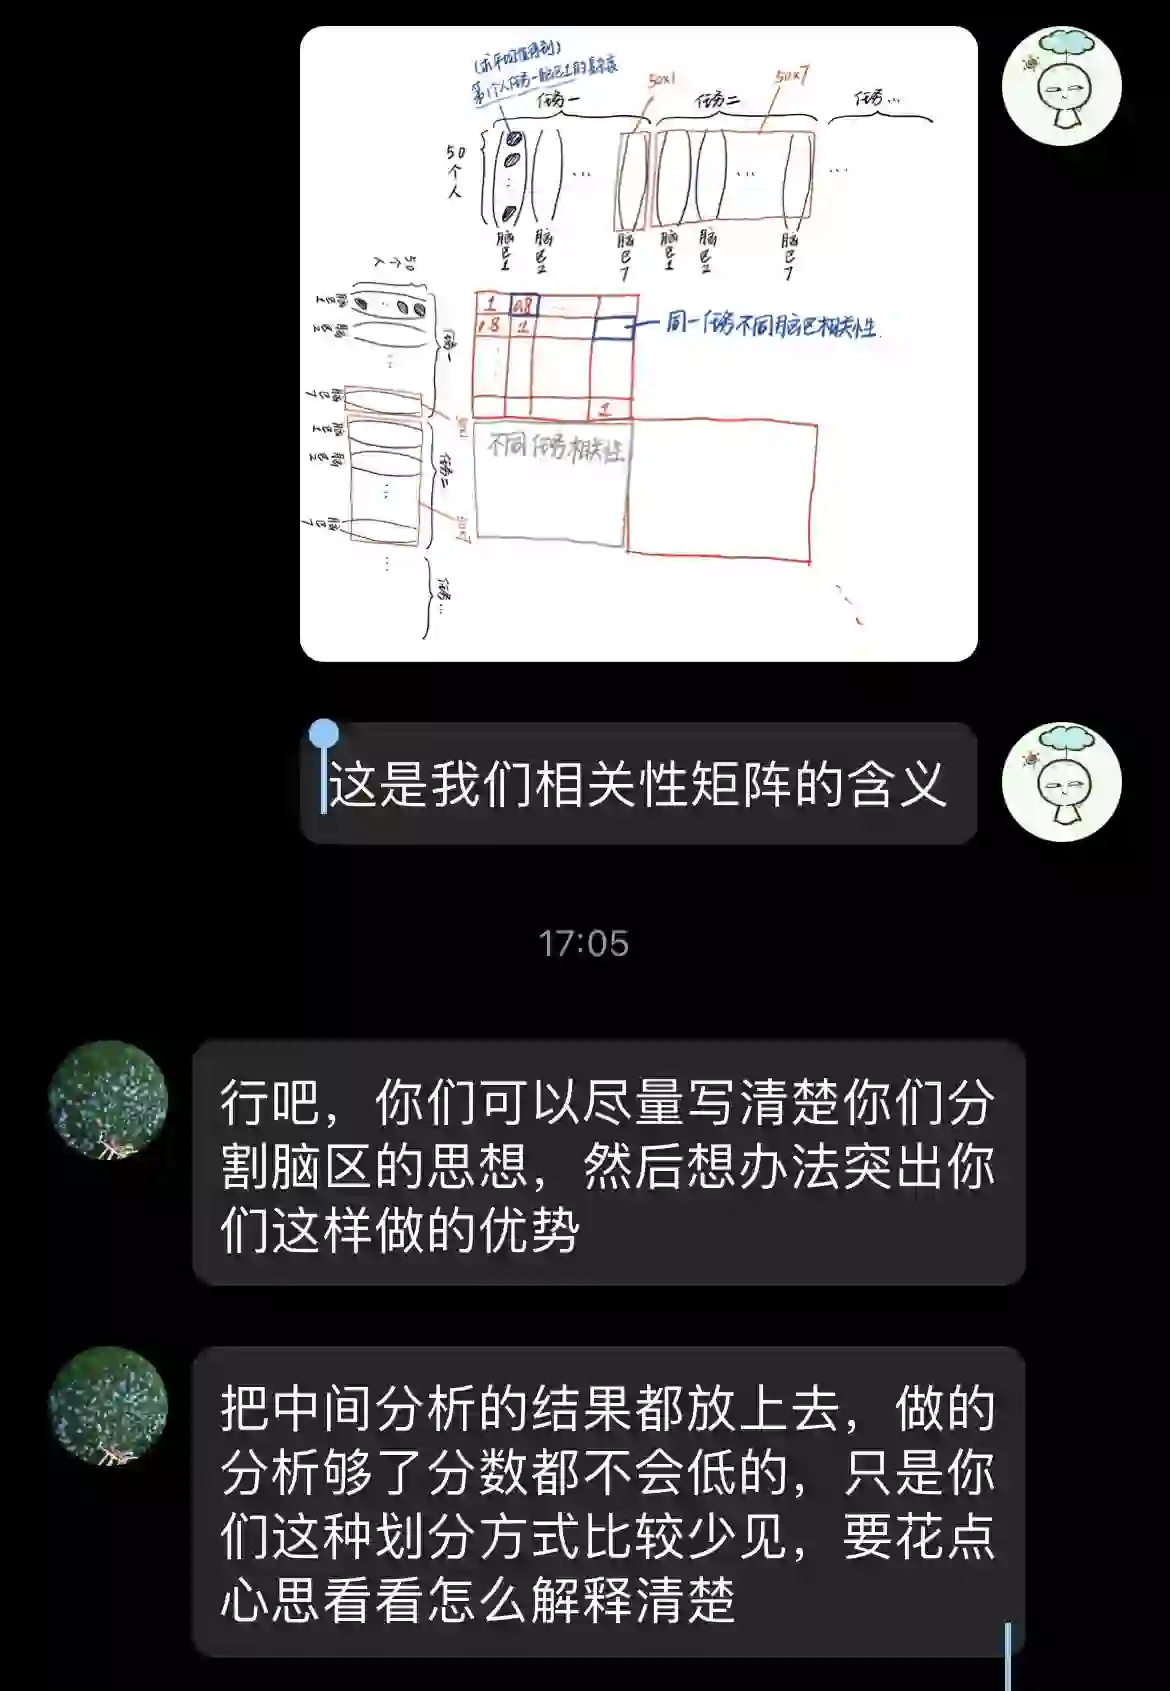 (求平均值得到)
第1个人任务一脑区1的
任务一
50x1
任务二
50x7
任务...
50个人
...
...
脑区1
脑区2
脑区7
脑区1
脑区2
脑区7
50个人
脑区1
脑区2
...
脑区7
任务一
脑区1
脑区2
...
脑区7
任务二
50x7
...
任务...
1
0.8
...
1
1
同一任务不同脑区相关性.
不同任务相关性
这是我们相关性矩阵的含义
17:05
行吧，你们可以尽量写清楚你们分
割脑区的思想，然后想办法突出你
们这样做的优势
把中间分析的结果都放上去，做的
分析够了分数都不会低的，只是你
们这种划分方式比较少见，要花点
心思看看怎么解释清楚